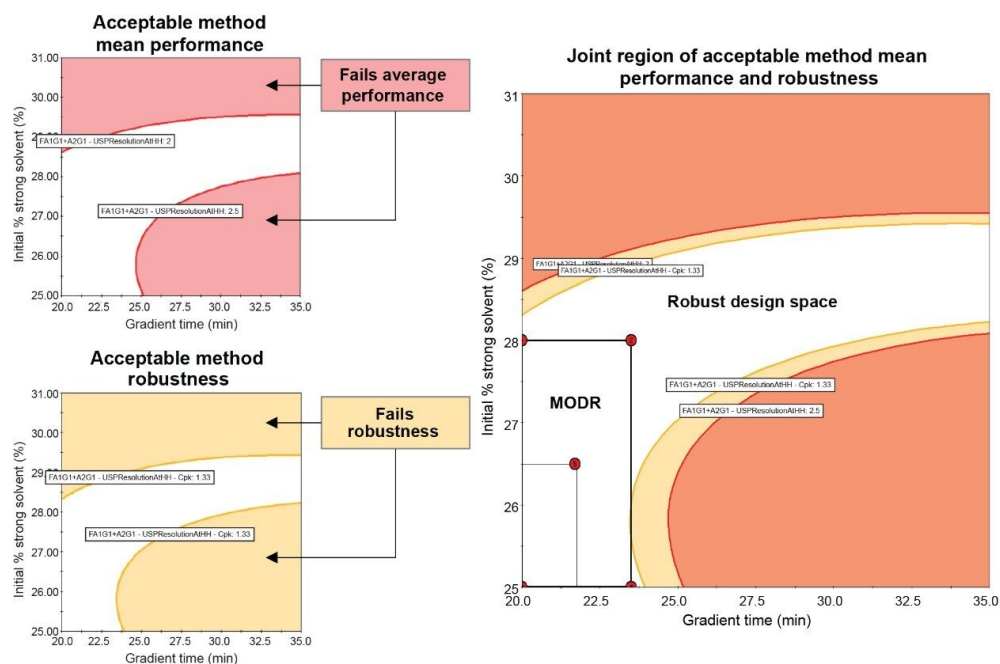 Acceptable method
mean performance
Initial % strong solvent (%)
31.00
30.00
29.00
28.00
27.00
26.00
25.00
FA1G1+A2G1 - USPResolutionAtHH: 2
FA1G1+A2G1 - USPResolutionAtHH: 2.5
20.0 22.5 25.0 27.5 30.0 32.5 35.0
Gradient time (min)
Fails average
performance
Acceptable method
robustness
Initial % strong solvent (%)
31.00
30.00
29.00
28.00
27.00
26.00
25.00
FA1G1+A2G1 - USPResolutionAtHH - Cpk: 1.33
FA1G1+A2G1 - USPResolutionAtHH - Cpk: 1.33
20.0 22.5 25.0 27.5 30.0 32.5 35.0
Gradient time (min)
Fails
robustness
Joint region of acceptable method mean
performance and robustness
Initial % strong solvent (%)
31
30
29
28
27
26
25
FA1G1+A2G1 - USPResolutionAtHH: 2
FA1G1+A2G1 - USPResolutionAtHH - Cpk: 1.33
Robust design space
FA1G1+A2G1 - USPResolutionAtHH - Cpk: 1.33
MODR
FA1G1+A2G1 - USPResolutionAtHH: 2.5
20.0 22.5 25.0 27.5 30.0 32.5 35.0
Gradient time (min)